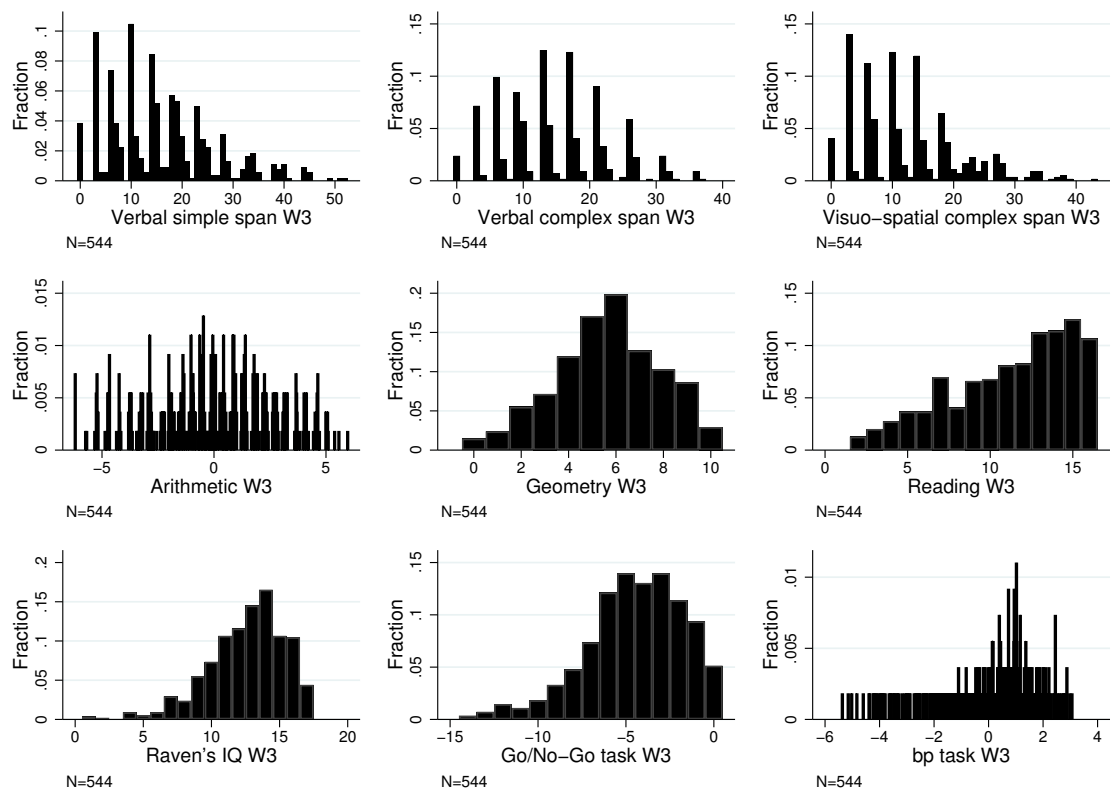 Fraction
0 .02 .04 .06 .08 .1
0 10 20 30 40 50
Verbal simple span W3
N=544
Fraction
0 .05 .1 .15
0 10 20 30 40
Verbal complex span W3
N=544
Fraction
0 .05 .1 .15
0 10 20 30 40
Visuo−spatial complex span W3
N=544
Fraction
0 .005 .01 .015
−5 0 5
Arithmetic W3
N=544
Fraction
0 .05 .1 .15 .2
0 2 4 6 8 10
Geometry W3
N=544
Fraction
0 .05 .1 .15
0 5 10 15
Reading W3
N=544
Fraction
0 .05 .1 .15 .2
0 5 10 15 20
Raven's IQ W3
N=544
Fraction
0 .05 .1 .15
−15 −10 −5 0
Go/No−Go task W3
N=544
Fraction
0 .005 .01
−6 −4 −2 0 2 4
bp task W3
N=544